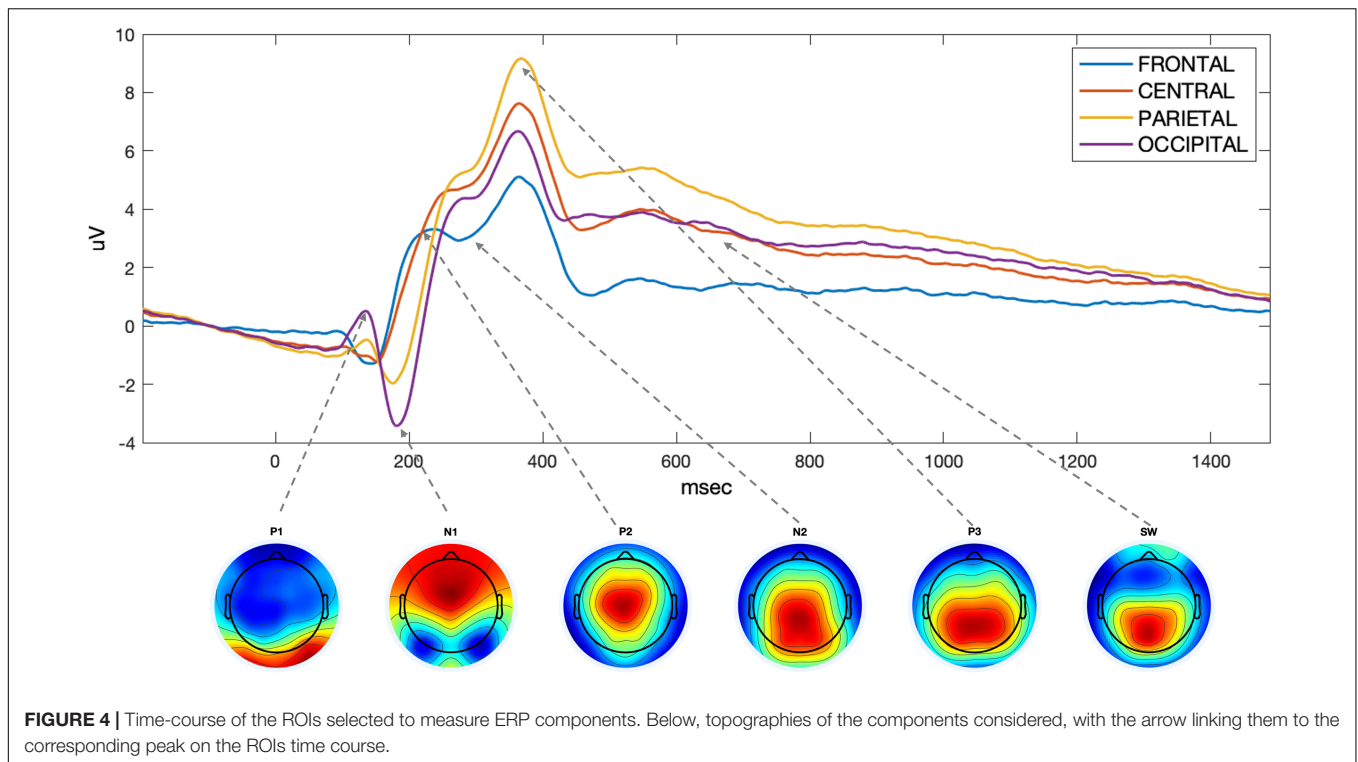 10
8
6
4
2
0
-2
-4
uV
FRONTAL
CENTRAL
PARIETAL
OCCIPITAL
0 200 400 600 800 1000 1200 1400
msec
P1 N1 P2 N2 P3 SW
FIGURE 4 | Time-course of the ROIs selected to measure ERP components. Below, topographies of the components considered, with the arrow linking them to the
corresponding peak on the ROIs time course.